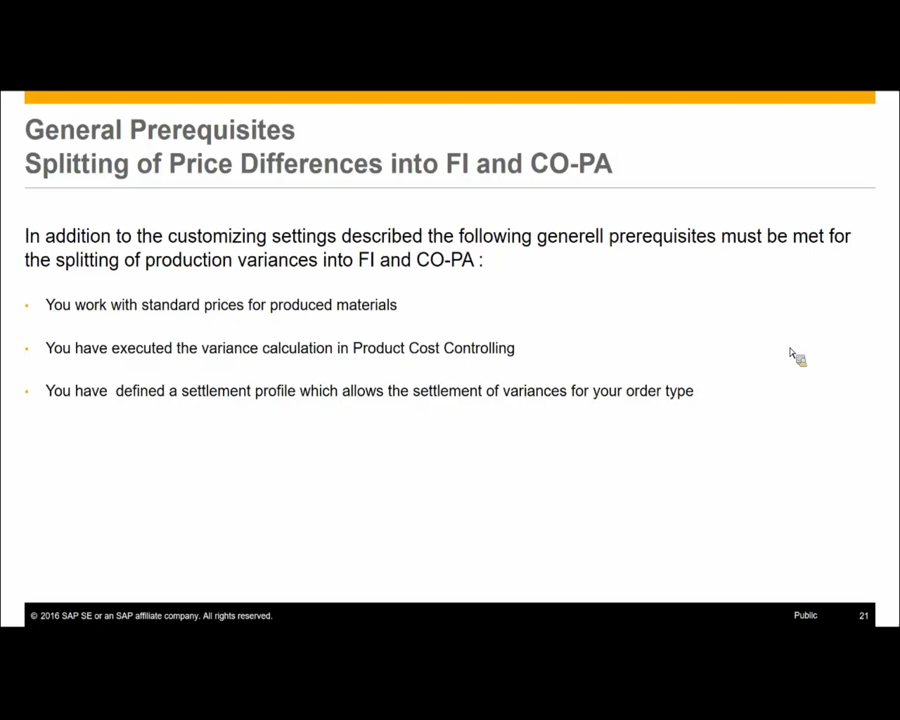 General Prerequisites
Splitting of Price Differences into FI and CO-PA
In addition to the customizing settings described the following generell prerequisites must be met for
the splitting of production variances into FI and CO-PA :
• You work with standard prices for produced materials
• You have executed the variance calculation in Product Cost Controlling
• You have defined a settlement profile which allows the settlement of variances for your order type
© 2016 SAP SE or an SAP affiliate company. All rights reserved.
Public
21